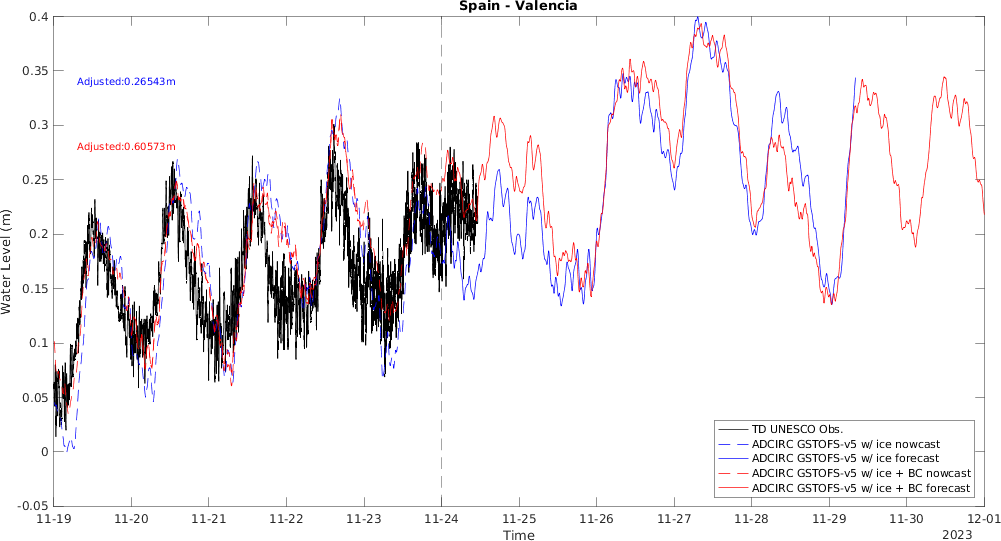 Spain - Valencia
0.4
0.35
0.3
0.25
0.2
0.15
0.1
0.05
0
-0.05
Water Level (m)
Adjusted:0.26543m
Adjusted:0.60573m
TD UNESCO Obs.
ADCIRC GSTOFS-v5 w/ ice nowcast
ADCIRC GSTOFS-v5 w/ ice forecast
ADCIRC GSTOFS-v5 w/ ice + BC nowcast
ADCIRC GSTOFS-v5 w/ ice + BC forecast
11-19 11-20 11-21 11-22 11-23 11-24 11-25 11-26 11-27 11-28 11-29 11-30 12-01
Time
2023